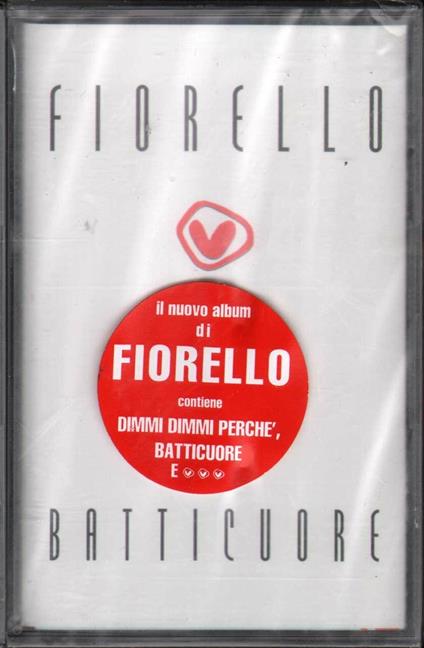 FIORELLO
il nuovo album
di
FIORELLO
contiene
DIMMI DIMMI PERCHE',
BATTICUORE
E
BATTICUORE